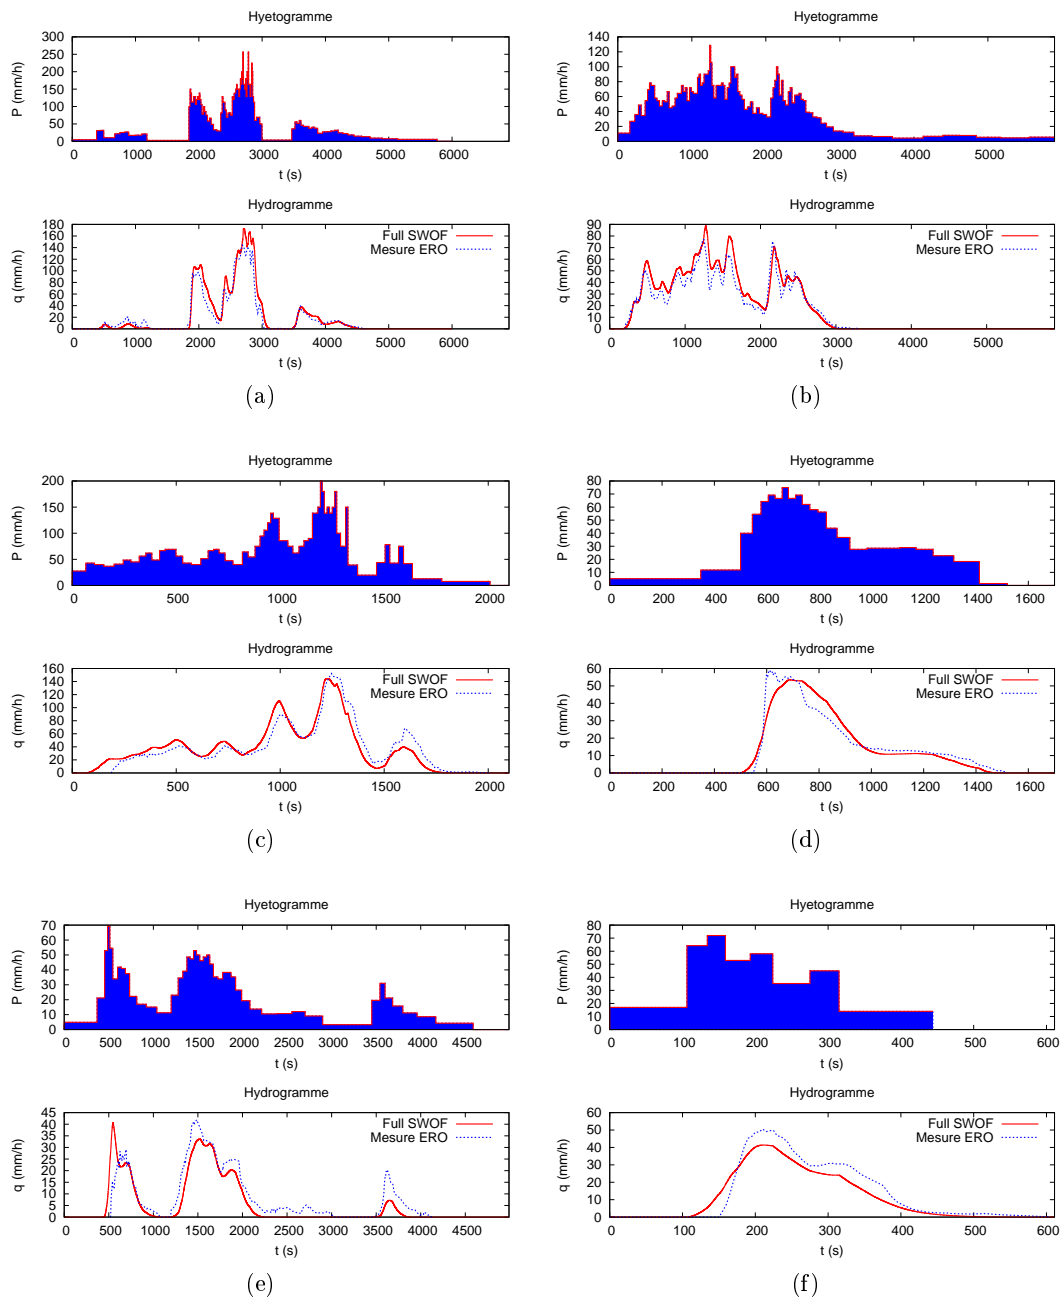 Hyetogramme
300
250
200
150
100
50
0
P (mm/h)
0 1000 2000 3000 4000 5000 6000
t (s)
Hydrogramme
180
160
140
120
100
80
60
40
20
0
q (mm/h)
Full SWOF
Mesure ERO
0 1000 2000 3000 4000 5000 6000
t (s)
(a)
Hyetogramme
140
120
100
80
60
40
20
0
P (mm/h)
0 1000 2000 3000 4000 5000
t (s)
Hydrogramme
90
80
70
60
50
40
30
20
10
0
q (mm/h)
Full SWOF
Mesure ERO
0 1000 2000 3000 4000 5000
t (s)
(b)
Hyetogramme
200
150
100
50
0
P (mm/h)
0 500 1000 1500 2000
t (s)
Hydrogramme
160
140
120
100
80
60
40
20
0
q (mm/h)
Full SWOF
Mesure ERO
0 500 1000 1500 2000
t (s)
(c)
Hyetogramme
80
70
60
50
40
30
20
10
0
P (mm/h)
0 200 400 600 800 1000 1200 1400 1600
t (s)
Hydrogramme
60
50
40
30
20
10
0
q (mm/h)
Full SWOF
Mesure ERO
0 200 400 600 800 1000 1200 1400 1600
t (s)
(d)
Hyetogramme
70
60
50
40
30
20
10
0
P (mm/h)
0 500 1000 1500 2000 2500 3000 3500 4000 4500
t (s)
Hydrogramme
45
40
35
30
25
20
15
10
5
0
q (mm/h)
Full SWOF
Mesure ERO
0 500 1000 1500 2000 2500 3000 3500 4000 4500
t (s)
(e)
Hyetogramme
80
70
60
50
40
30
20
10
0
P (mm/h)
0 100 200 300 400 500 600
t (s)
Hydrogramme
60
50
40
30
20
10
0
q (mm/h)
Full SWOF
Mesure ERO
0 100 200 300 400 500 600
t (s)
(f)